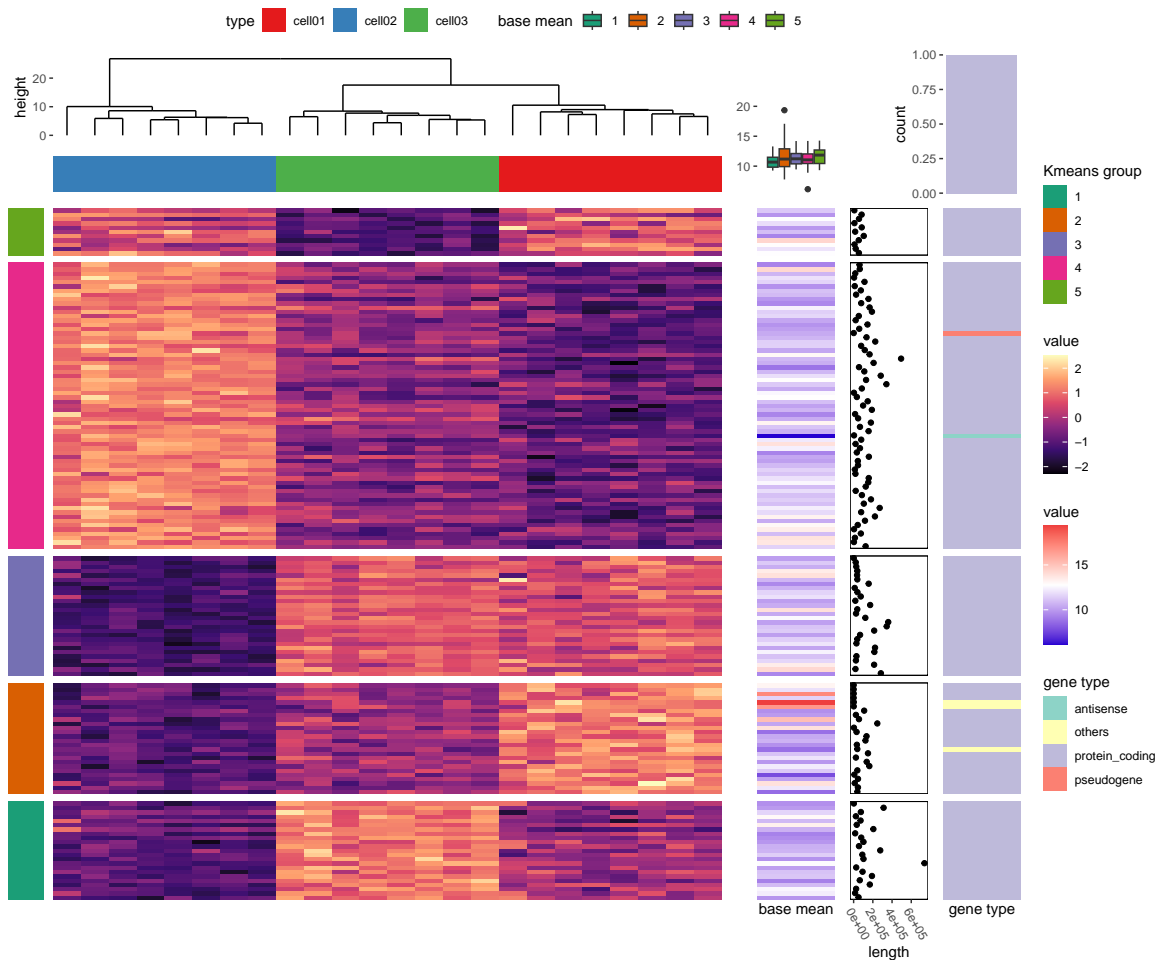 type cell01 cell02 cell03 base mean 1 2 3 4 5
height
20
10
0
20
15
10
count
1.00
0.75
0.50
0.25
0.00
Kmeans group
1
2
3
4
5
value
2
1
0
−1
−2
value
15
10
gene type
antisense
others
protein_coding
pseudogene
base mean
0e+00 2e+05 4e+05 6e+05
length
gene type